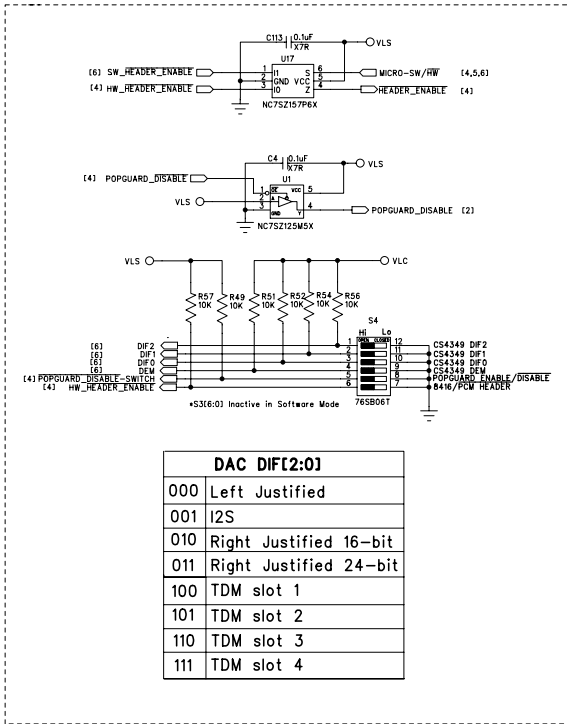 C113 0.1uF
X7R
VLS
U17
[6] SW_HEADER_ENABLE 1 I1 S 6 MICRO-SW/HW [4,5,6]
2 GND VCC 5
[4] HW_HEADER_ENABLE 3 I0 Z 4 HEADER_ENABLE [4]
NC7SZ157P6X
C4 0.1uF
X7R
[4] POPGUARD_DISABLE VLS
U1
1 OE VCC 5
VLS 2 A
3 GND Y 4 POPGUARD_DISABLE [2]
NC7SZ125M5X
VLS VLC
R57 R49 R51 R52 R54 R56
10K 10K 10K 10K 10K 10K
S4
Hi Lo
OPEN CLOSED
[6] DIF2 1 12 CS4349 DIF2
[6] DIF1 2 11 CS4349 DIF1
[6] DIF0 3 10 CS4349 DIF0
[6] DEM 4 9 CS4349 DEM
[4] POPGUARD_DISABLE-SWITCH 5 8 POPGUARD ENABLE/DISABLE
[4] HW_HEADER_ENABLE 6 7 8416/PCM HEADER
*S3[6:0] Inactive in Software Mode 76SB06T
DAC DIF[2:0]
000 Left Justified
001 I2S
010 Right Justified 16-bit
011 Right Justified 24-bit
100 TDM slot 1
101 TDM slot 2
110 TDM slot 3
111 TDM slot 4